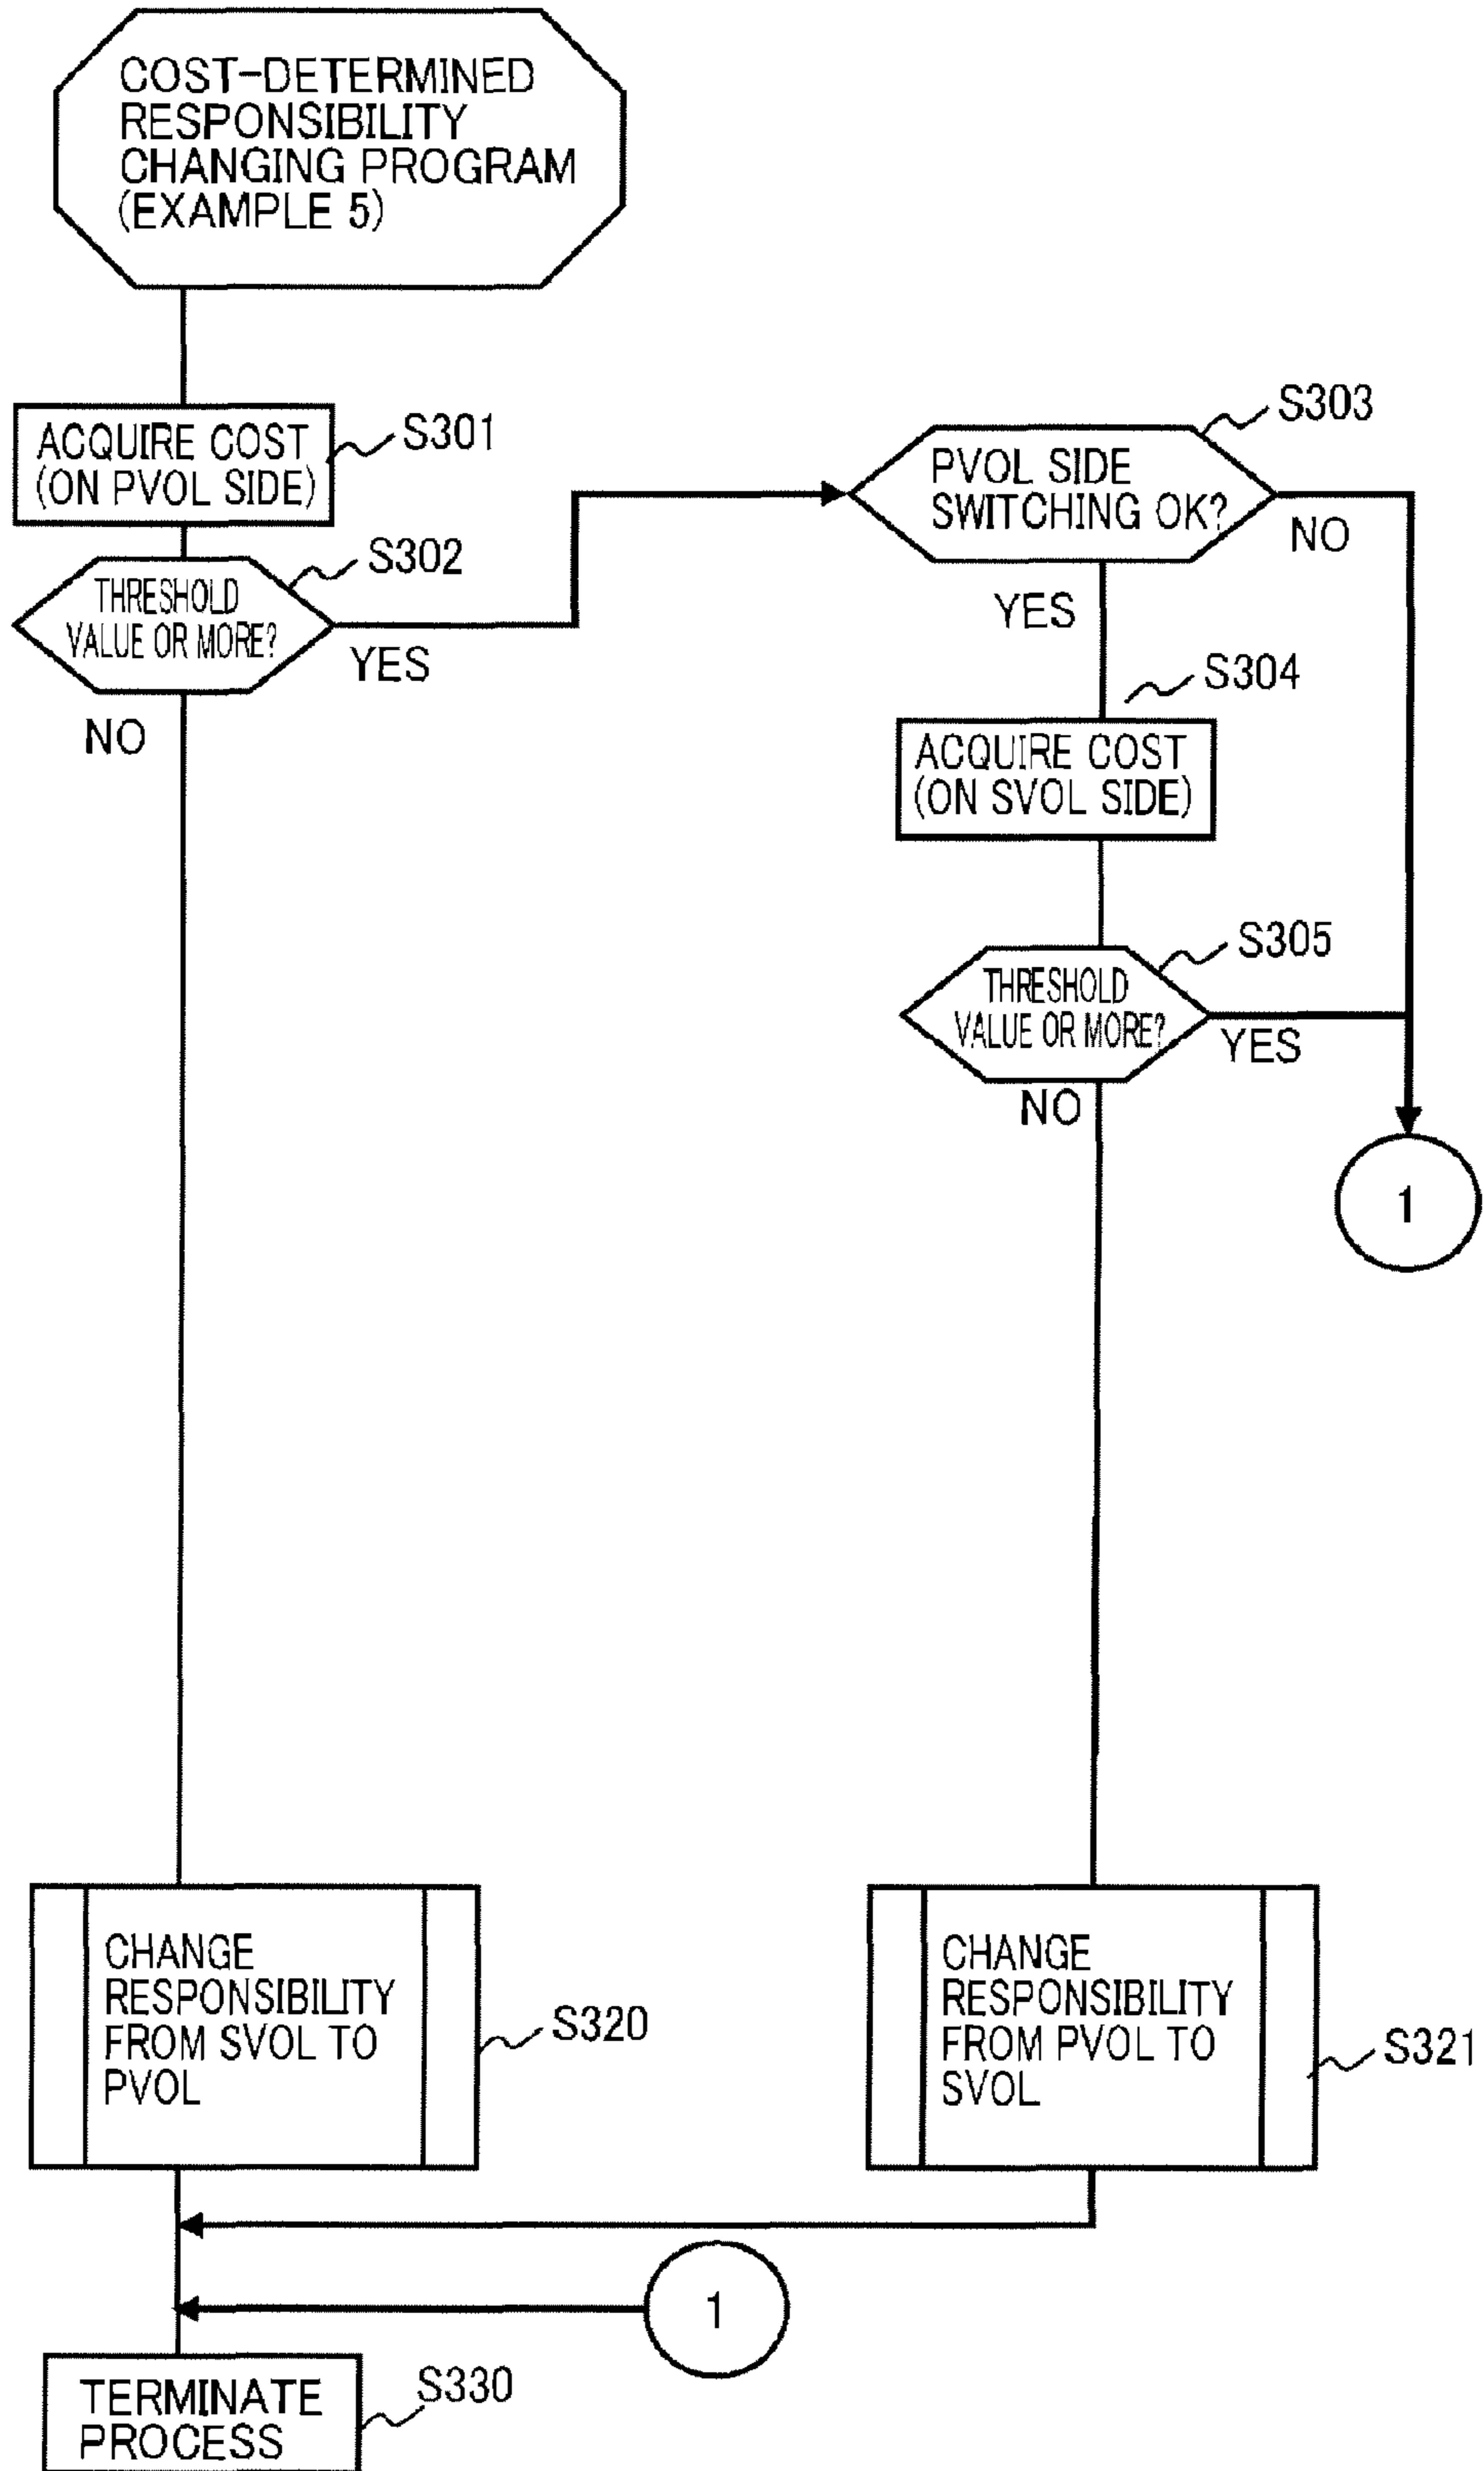 COST-DETERMINED
RESPONSIBILITY
CHANGING PROGRAM
(EXAMPLE 5)
ACQUIRE COST
(ON PVOL SIDE)
S301
THRESHOLD
VALUE OR MORE?
S302
YES
NO
PVOL SIDE
SWITCHING OK?
S303
NO
YES
S304
ACQUIRE COST
(ON SVOL SIDE)
S305
THRESHOLD
VALUE OR MORE?
YES
NO
1
CHANGE
RESPONSIBILITY
FROM SVOL TO
PVOL
S320
CHANGE
RESPONSIBILITY
FROM PVOL TO
SVOL
S321
1
TERMINATE
PROCESS
S330